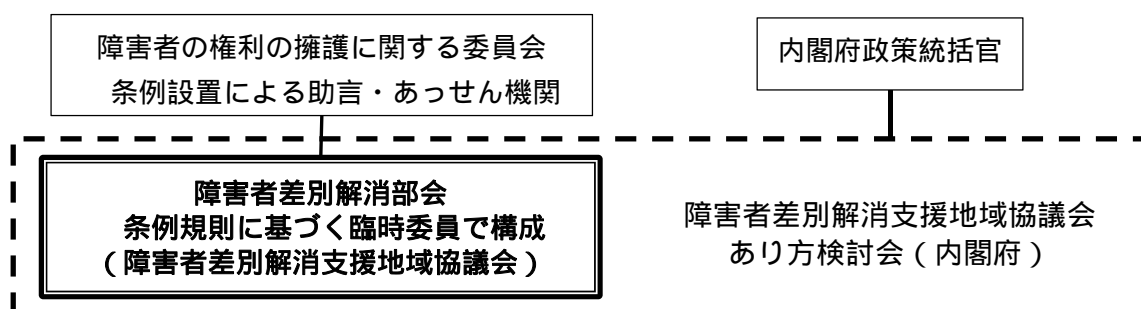 障害者の権利の擁護に関する委員会
条例設置による助言・あっせん機関
内閣府政策統括官
障害者差別解消部会
条例規則に基づく臨時委員で構成
（障害者差別解消支援地域協議会）
障害者差別解消支援地域協議会
あり方検討会（内閣府）